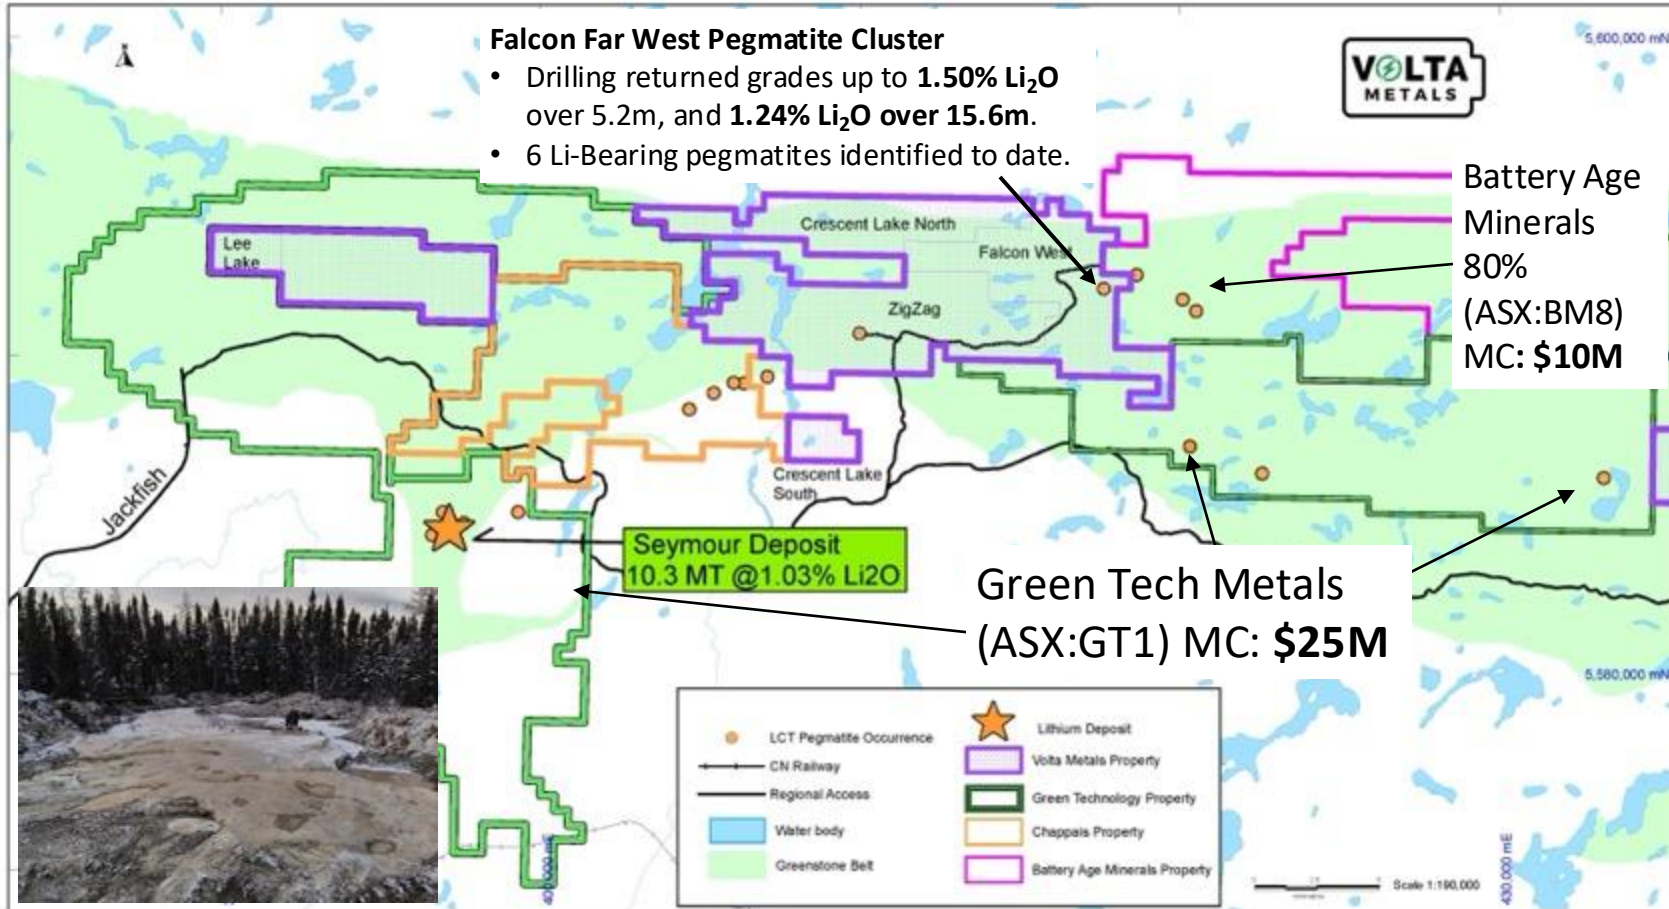 Falcon Far West Pegmatite Cluster
• Drilling returned grades up to 1.50% Li₂O
over 5.2m, and 1.24% Li₂O over 15.6m.
• 6 Li-Bearing pegmatites identified to date.
5,600,000 mN
VOLTA
METALS
Battery Age
Minerals
80%
(ASX:BM8)
MC: $10M
Lee
Lake
Crescent Lake North
Falcon West
ZigZag
Crescent Lake
South
Jackfish
Seymour Deposit
10.3 MT @1.03% Li2O
Green Tech Metals
(ASX:GT1) MC: $25M
5,580,000 mN
LCT Pegmatite Occurrence
CN Railway
Regional Access
Water body
Greenstone Belt
Lithium Deposit
Volta Metals Property
Green Technology Property
Chappais Property
Battery Age Minerals Property
Scale 1:190,000
400,000 mE
430,000 mE